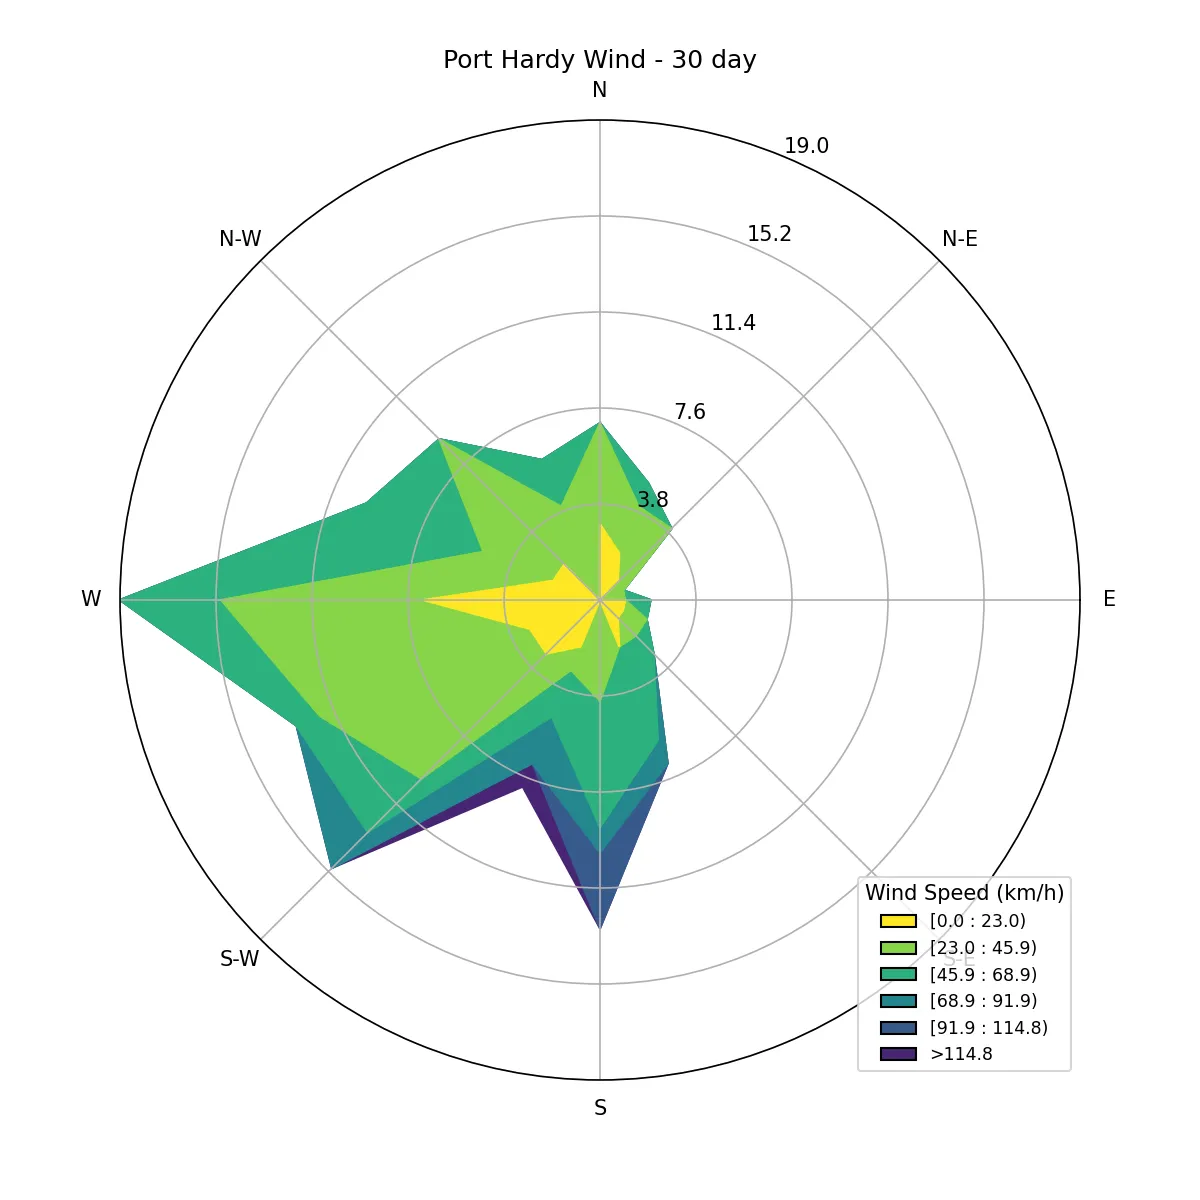 Port Hardy Wind - 30 day
N
19.0
15.2
N-W
N-E
11.4
7.6
3.8
W
E
S-W
S-E
S
Wind Speed (km/h)
[0.0 : 23.0)
[23.0 : 45.9)
[45.9 : 68.9)
[68.9 : 91.9)
[91.9 : 114.8)
>114.8